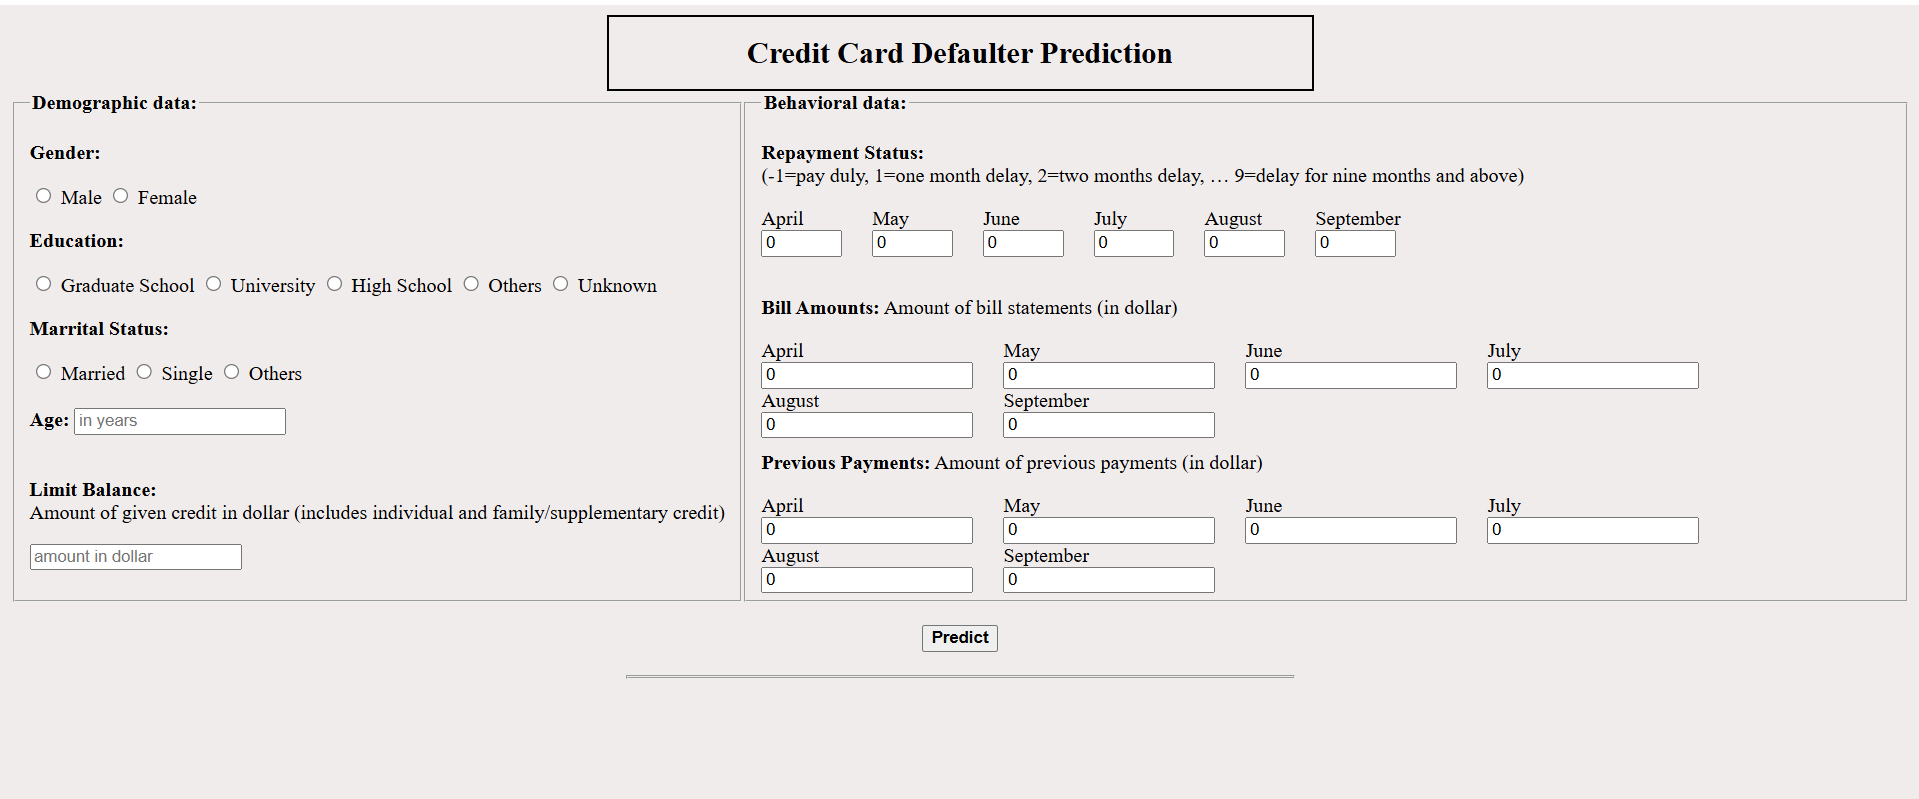 Credit Card Defaulter Prediction
Demographic data:
Gender:
Male Female
Education:
Graduate School University High School Others Unknown
Marrital Status:
Married Single Others
Age: in years
Limit Balance:
Amount of given credit in dollar (includes individual and family/supplementary credit)
amount in dollar
Behavioral data:
Repayment Status:
(-1=pay duly, 1=one month delay, 2=two months delay, … 9=delay for nine months and above)
April May June July August September
0 0 0 0 0 0
Bill Amounts: Amount of bill statements (in dollar)
April May June July
0 0 0 0
August September
0 0
Previous Payments: Amount of previous payments (in dollar)
April May June July
0 0 0 0
August September
0 0
Predict